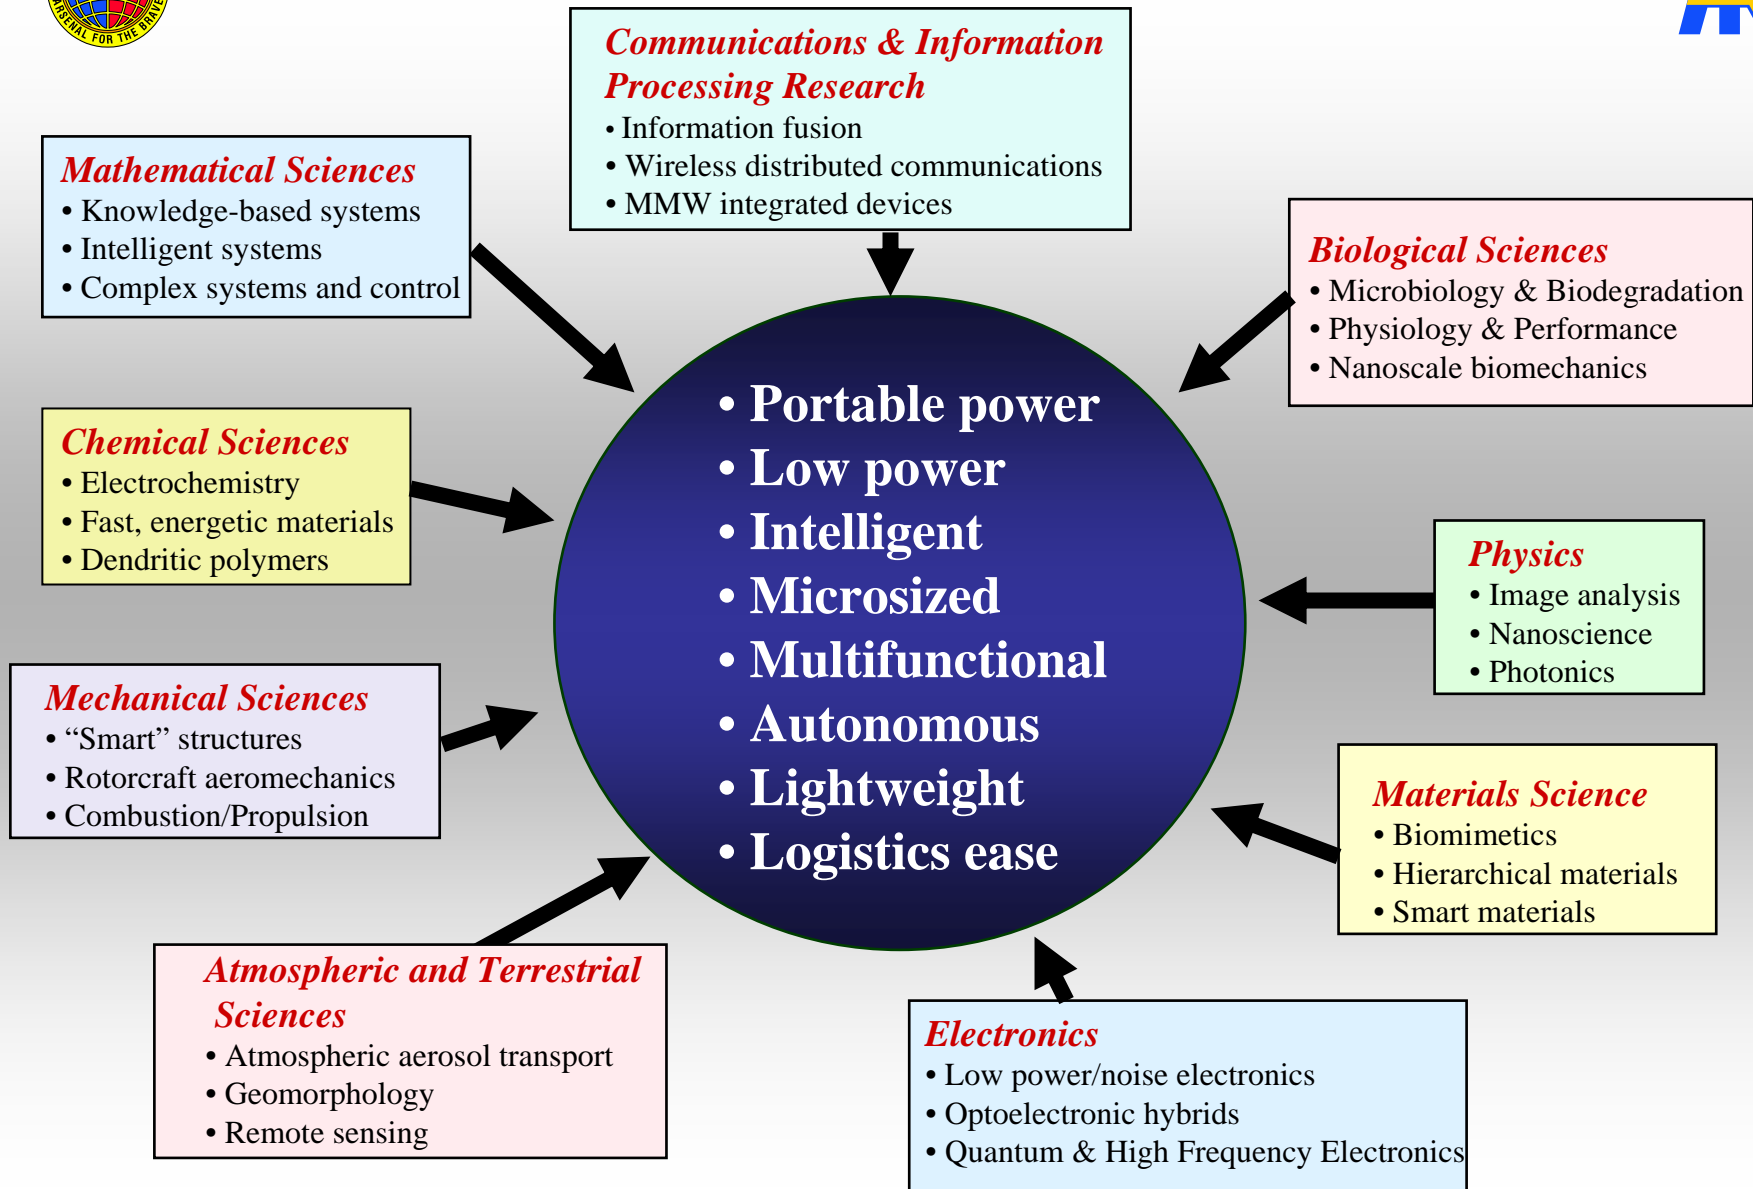 ARSENAL FOR THE BRAVE
Communications & Information
Processing Research
• Information fusion
• Wireless distributed communications
• MMW integrated devices
Mathematical Sciences
• Knowledge-based systems
• Intelligent systems
• Complex systems and control
Biological Sciences
• Microbiology & Biodegradation
• Physiology & Performance
• Nanoscale biomechanics
Chemical Sciences
• Electrochemistry
• Fast, energetic materials
• Dendritic polymers
• Portable power
• Low power
• Intelligent
• Microsized
• Multifunctional
• Autonomous
• Lightweight
• Logistics ease
Physics
• Image analysis
• Nanoscience
• Photonics
Mechanical Sciences
• “Smart” structures
• Rotorcraft aeromechanics
• Combustion/Propulsion
Materials Science
• Biomimetics
• Hierarchical materials
• Smart materials
Atmospheric and Terrestrial
Sciences
• Atmospheric aerosol transport
• Geomorphology
• Remote sensing
Electronics
• Low power/noise electronics
• Optoelectronic hybrids
• Quantum & High Frequency Electronics